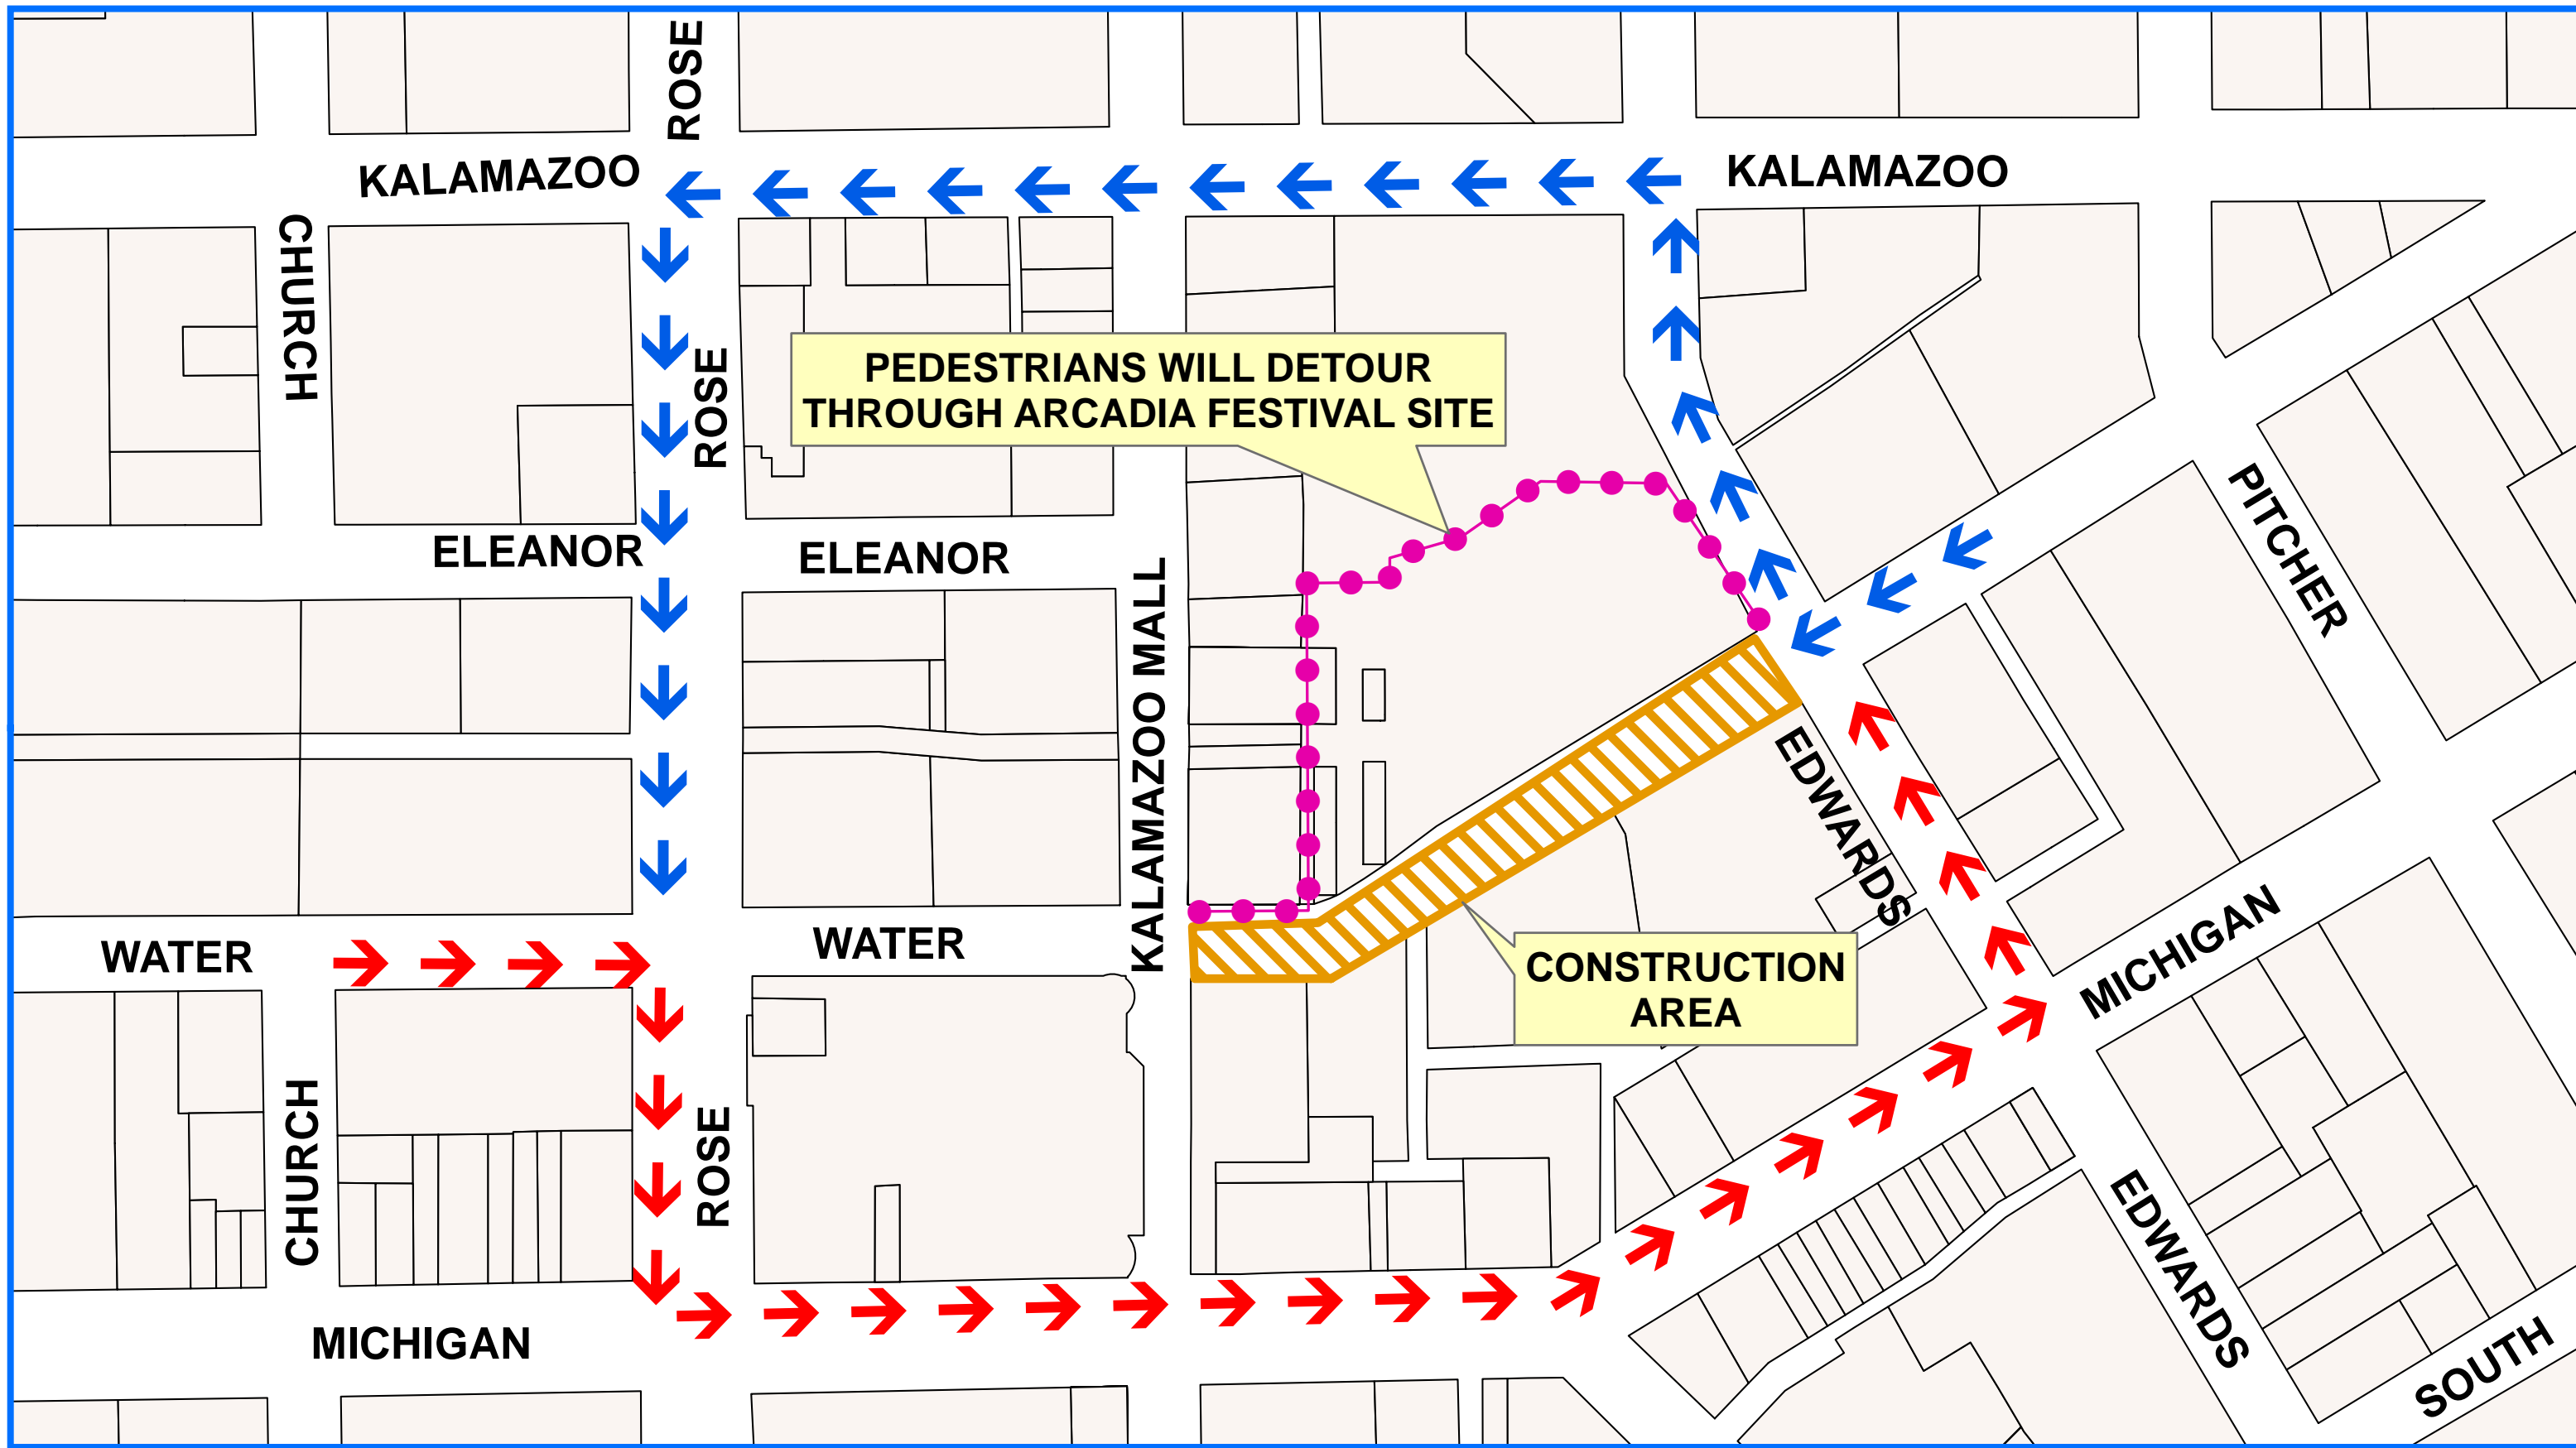 ROSE
KALAMAZOO
KALAMAZOO
CHURCH
ROSE
PEDESTRIANS WILL DETOUR
THROUGH ARCADIA FESTIVAL SITE
PITCHER
ELEANOR
ELEANOR
KALAMAZOO MALL
EDWARDS
WATER
WATER
CONSTRUCTION
AREA
MICHIGAN
CHURCH
ROSE
EDWARDS
MICHIGAN
SOUTH